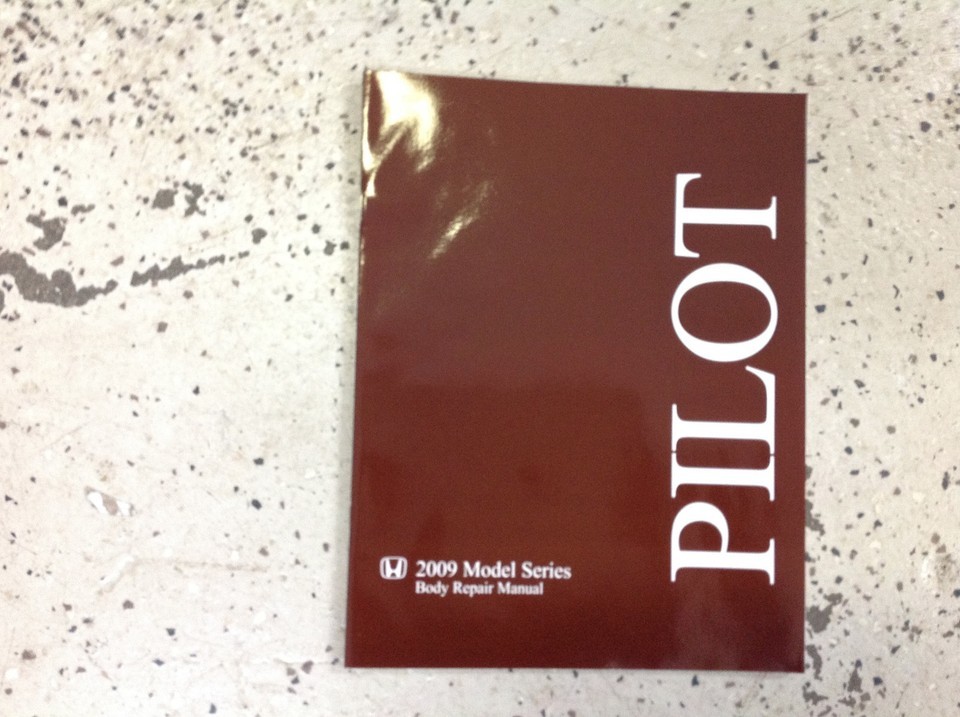 PILOT
2009 Model Series
Body Repair Manual